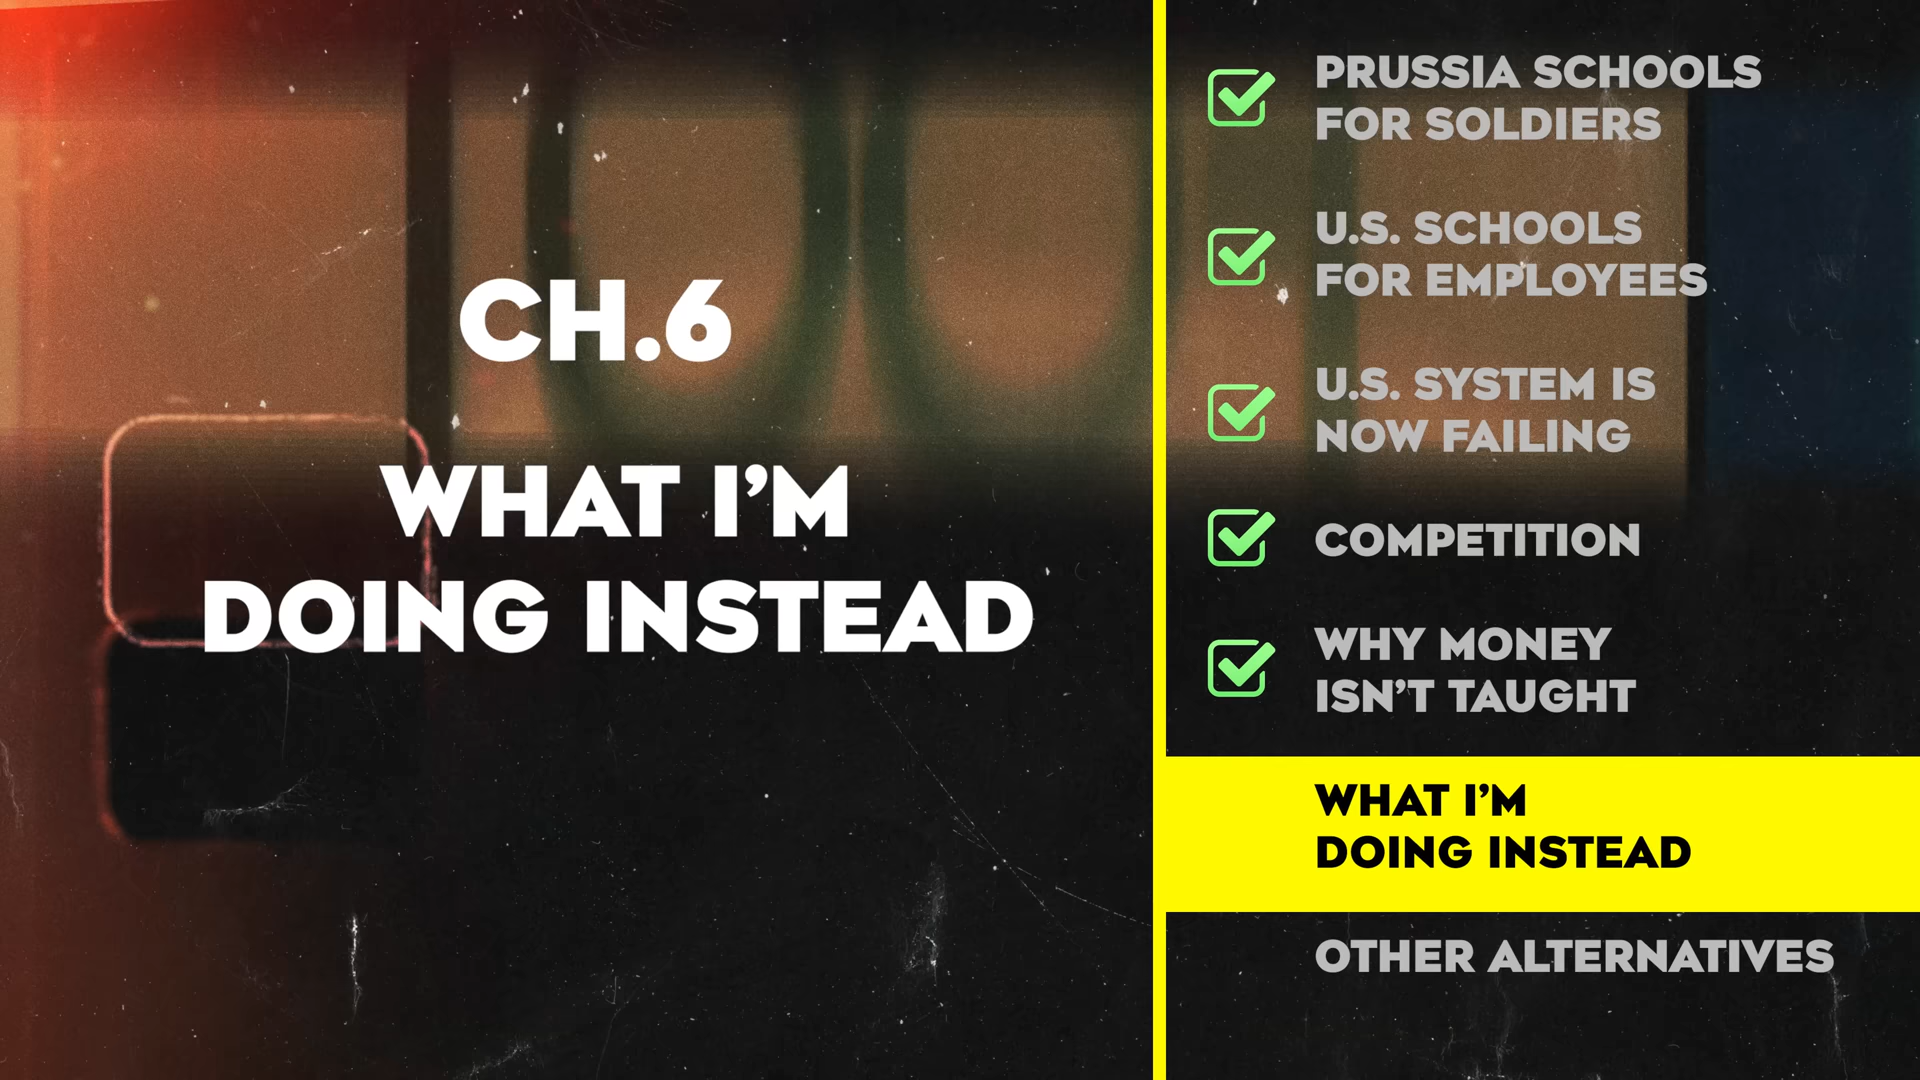 CH.6
WHAT I’M
DOING INSTEAD
PRUSSIA SCHOOLS
FOR SOLDIERS
U.S. SCHOOLS
FOR EMPLOYEES
U.S. SYSTEM IS
NOW FAILING
COMPETITION
WHY MONEY
ISN’T TAUGHT
WHAT I’M
DOING INSTEAD
OTHER ALTERNATIVES